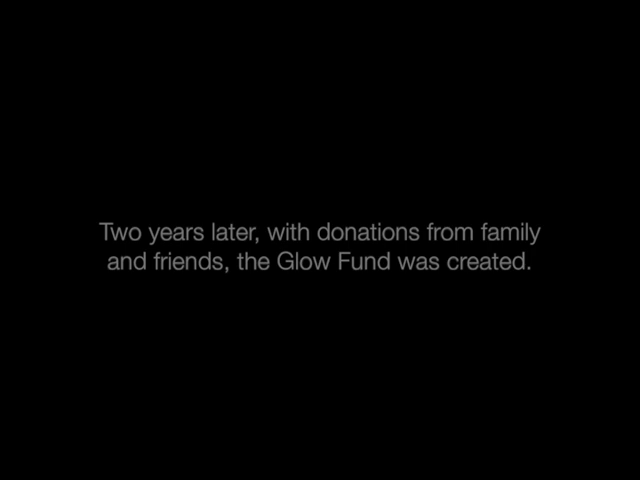 Two years later, with donations from family
and friends, the Glow Fund was created.